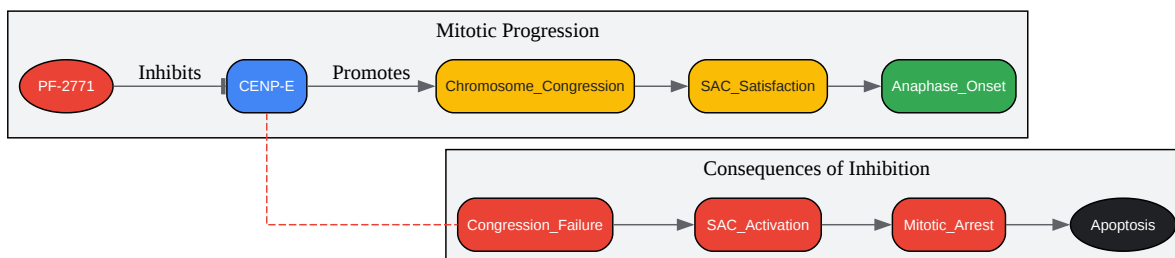 Mitotic Progression
PF-2771
Inhibits
CENP-E
Promotes
Chromosome_Congression
SAC_Satisfaction
Anaphase_Onset
Consequences of Inhibition
Congression_Failure
SAC_Activation
Mitotic_Arrest
Apoptosis